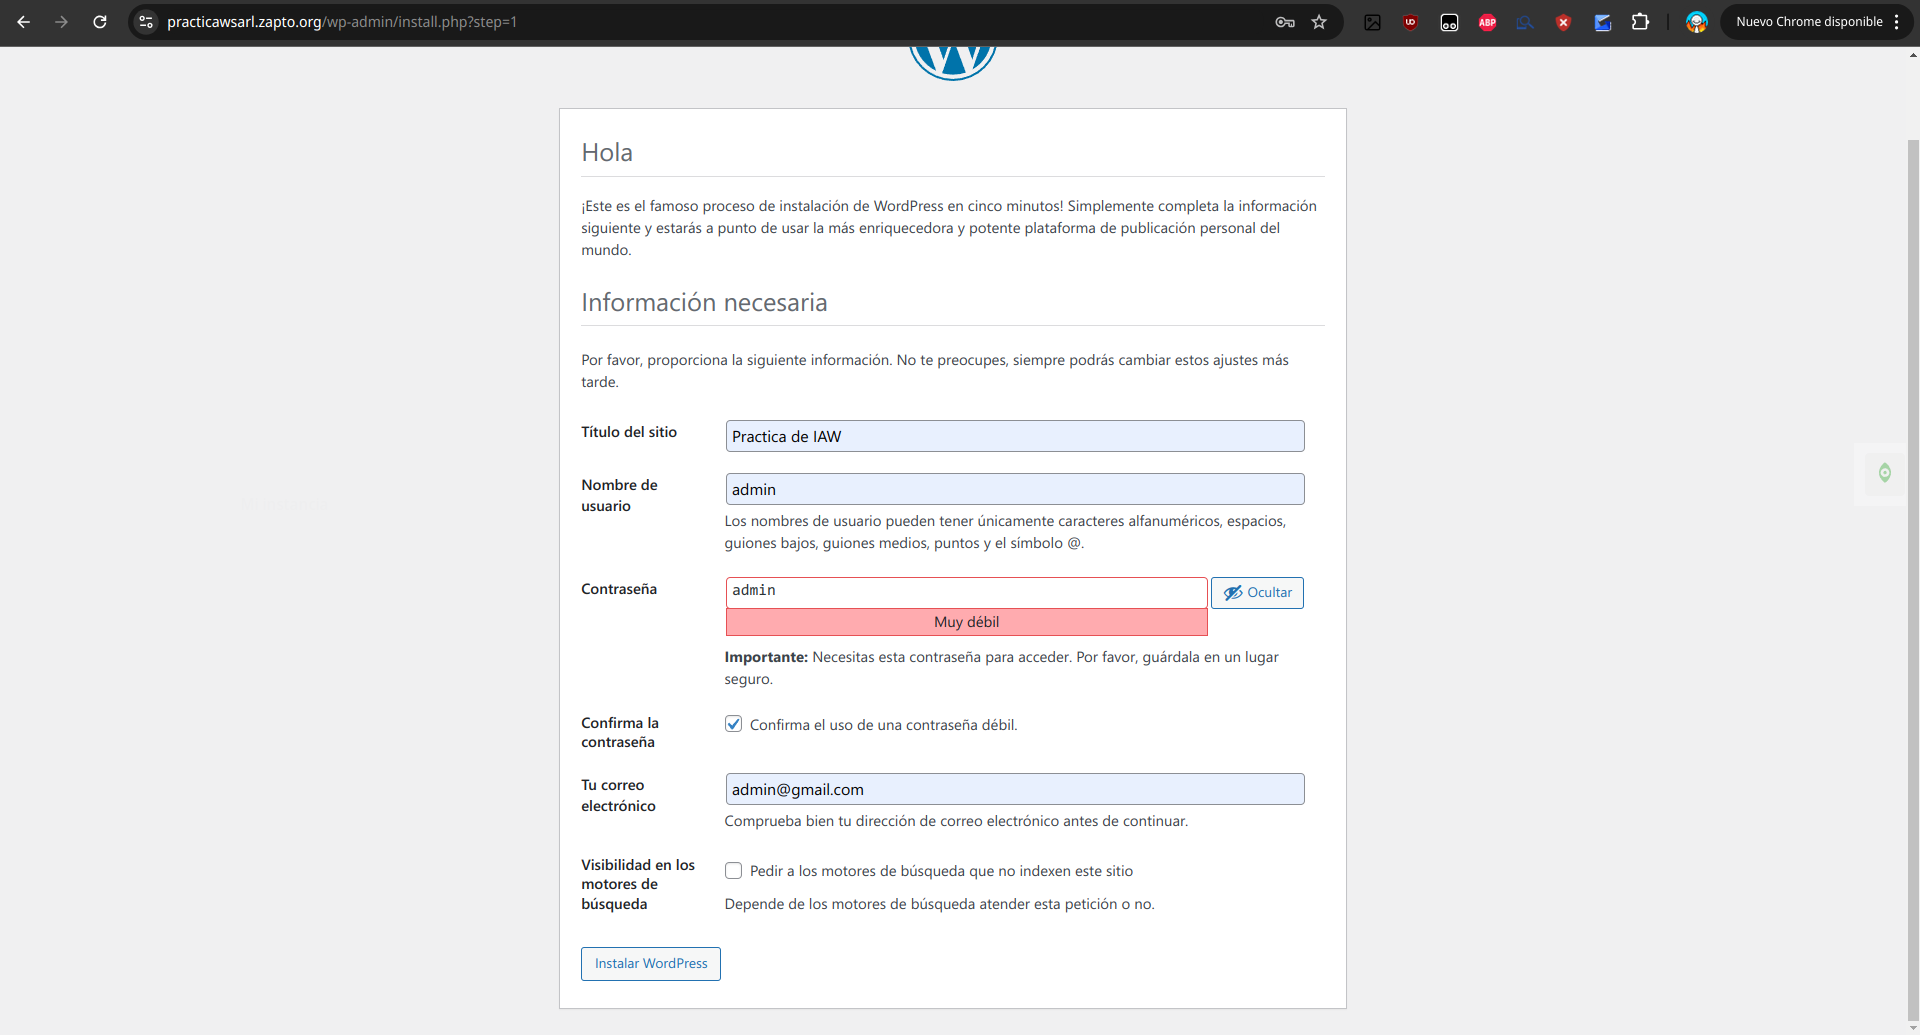 practicawsarl.zapto.org/wp-admin/install.php?step=1
UD
ABP
Nuevo Chrome disponible
Hola
¡Este es el famoso proceso de instalación de WordPress en cinco minutos! Simplemente completa la información
siguiente y estarás a punto de usar la más enriquecedora y potente plataforma de publicación personal del
mundo.
Información necesaria
Por favor, proporciona la siguiente información. No te preocupes, siempre podrás cambiar estos ajustes más
tarde.
Título del sitio
Practica de IAW
Nombre de
usuario
admin
Los nombres de usuario pueden tener únicamente caracteres alfanuméricos, espacios,
guiones bajos, guiones medios, puntos y el símbolo @.
Contraseña
admin
Ocultar
Muy débil
Importante: Necesitas esta contraseña para acceder. Por favor, guárdala en un lugar
seguro.
Confirma la
contraseña
Confirma el uso de una contraseña débil.
Tu correo
electrónico
admin@gmail.com
Comprueba bien tu dirección de correo electrónico antes de continuar.
Visibilidad en los
motores de
búsqueda
Pedir a los motores de búsqueda que no indexen este sitio
Depende de los motores de búsqueda atender esta petición o no.
Instalar WordPress